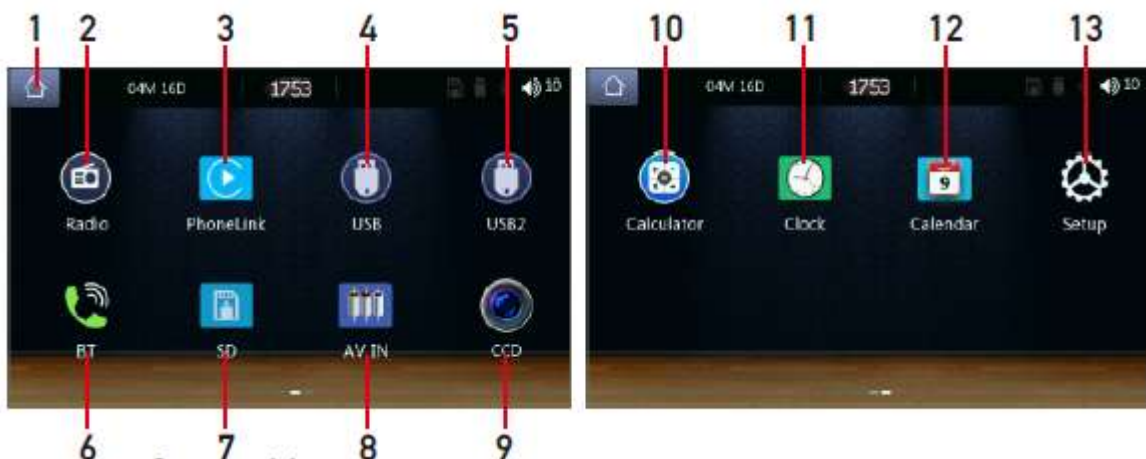 1 2 3 4 5 10 11 12 13
04M 16D 1753 10 04M 16D 1753 10
Radio PhoneLink USB USB2 Calculator Clock 9 Calendar Setup
BT SD AV IN CCD
6 7 8 9